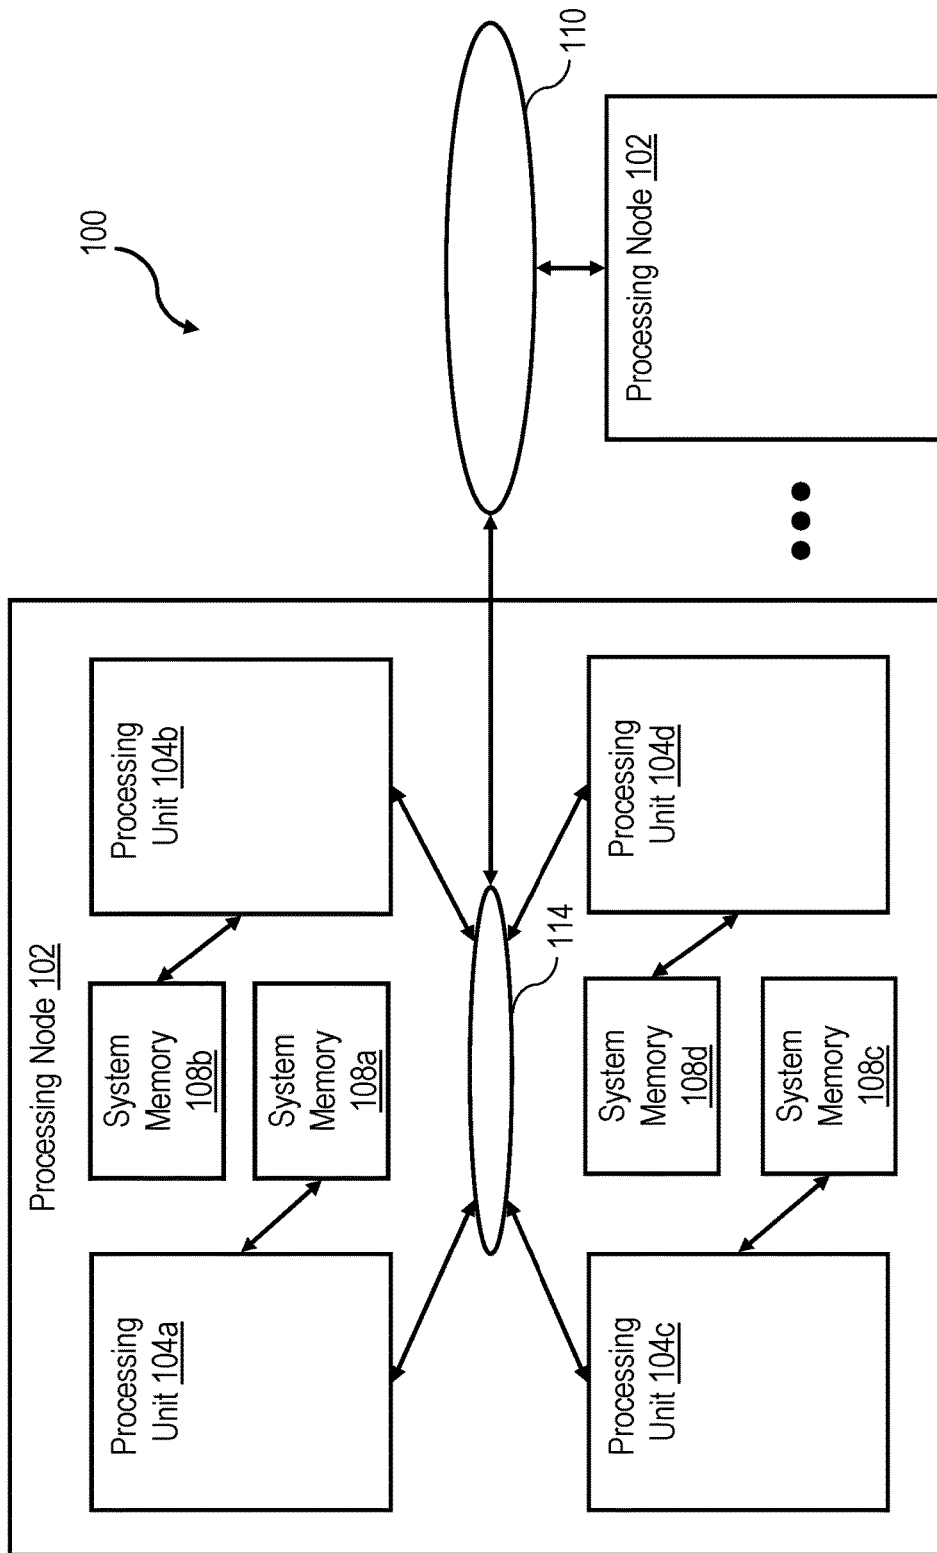 100
Processing Node 102
Processing
Unit 104a
System
Memory
108b
System
Memory
108a
Processing
Unit 104b
110
114
Processing
Unit 104c
System
Memory
108d
System
Memory
108c
Processing
Unit 104d
Processing Node 102